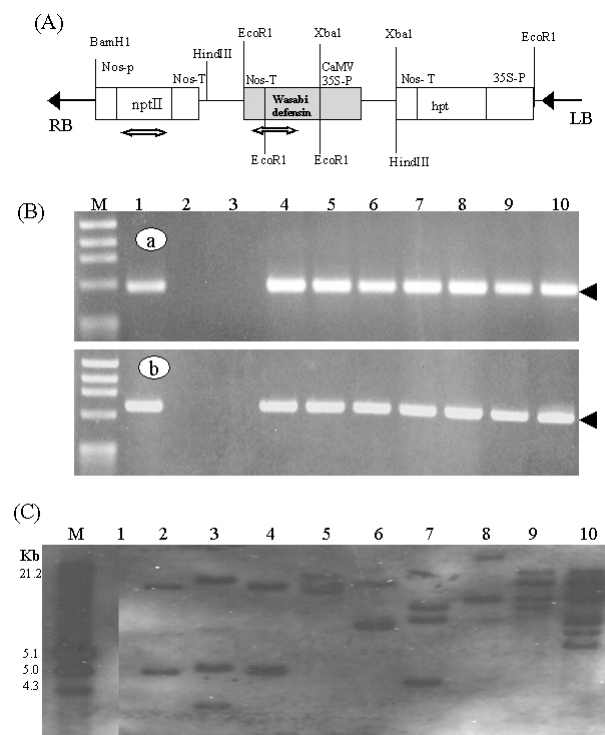 (A)
BamH1
HindIII
EcoR1
Xba1
Xba1
EcoR1
Nos-p
Nos-T
Nos-T
CaMV
35S-P
Nos- T
35S-P
nptII
Wasabi
defensin
hpt
RB
LB
EcoR1
EcoR1
HindIII
(B)
M 1 2 3 4 5 6 7 8 9 10
a
b
(C)
M 1 2 3 4 5 6 7 8 9 10
Kb
21.2
5.1
5.0
4.3